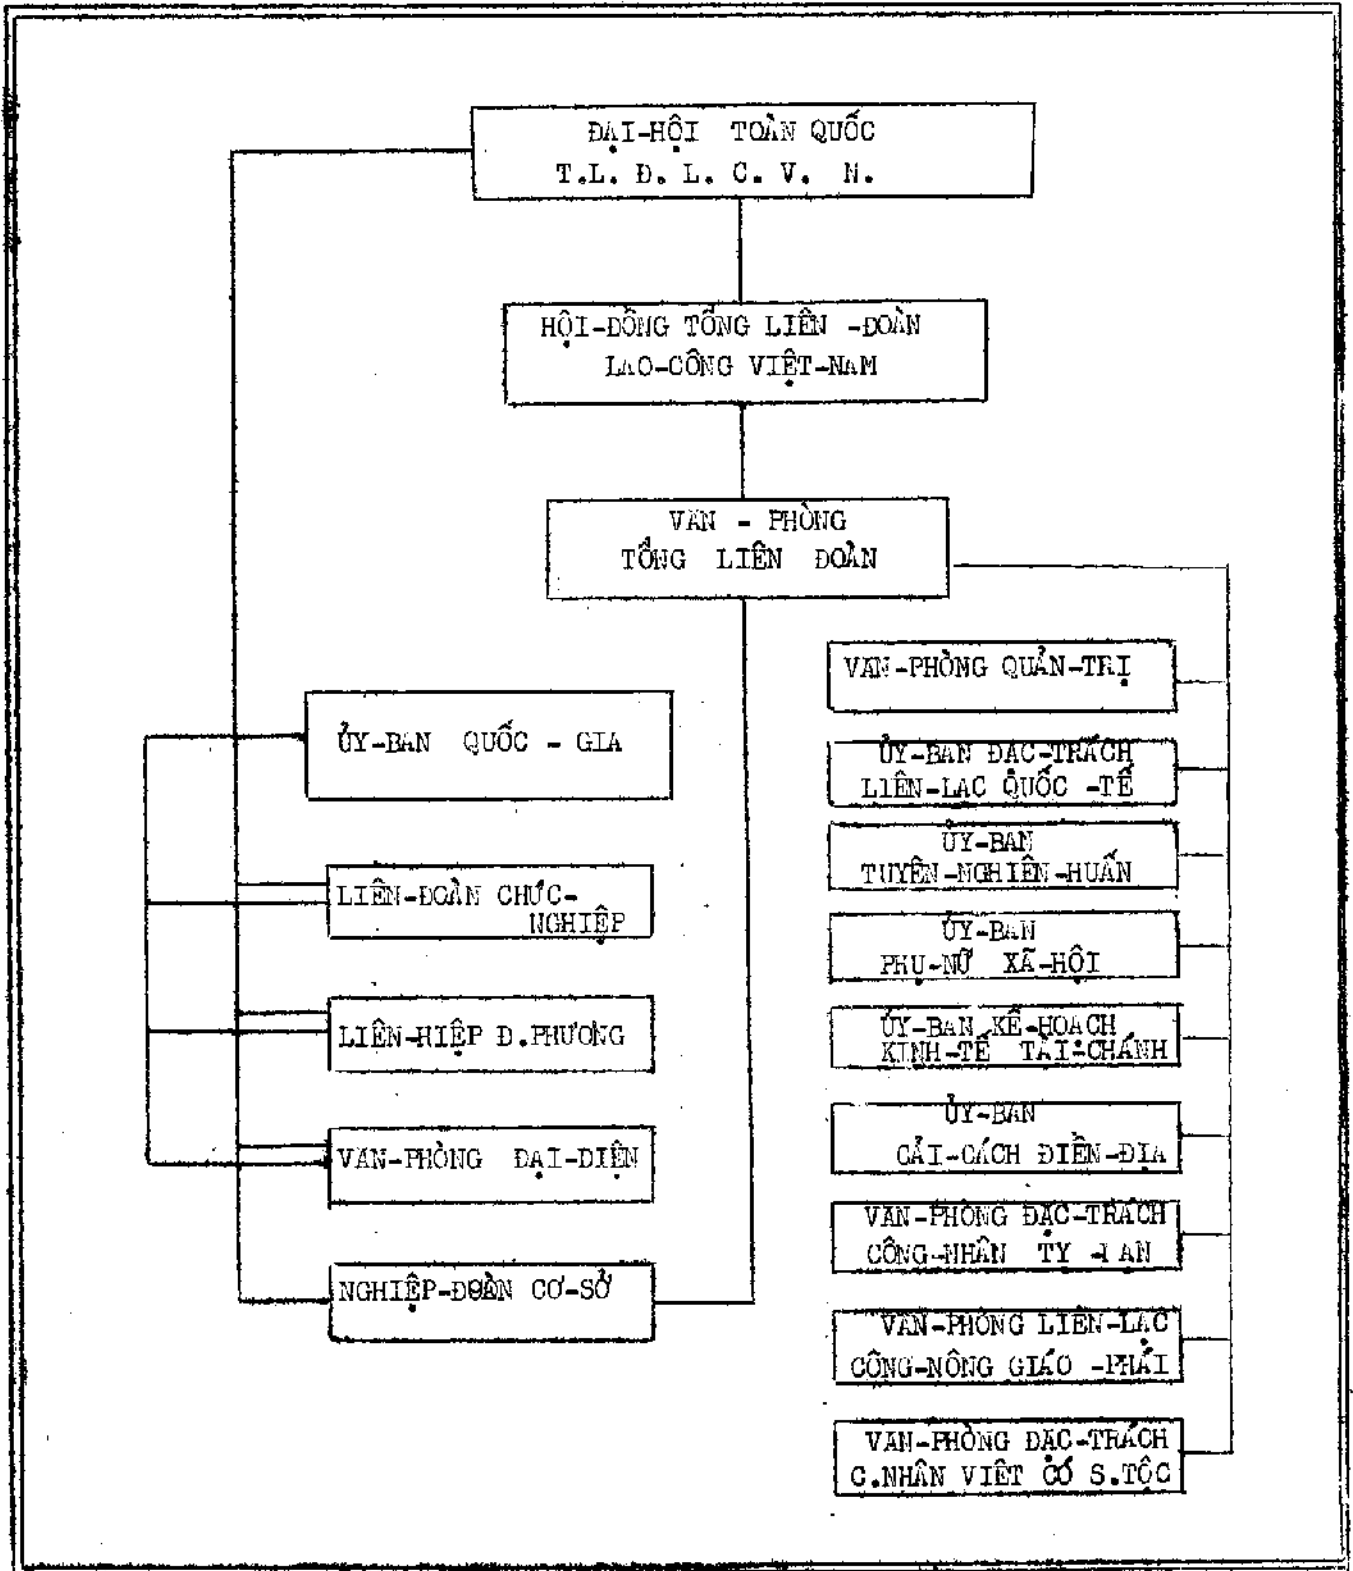 ĐẠI-HỘI TOÀN QUỐC
T.L. Đ. L. C. V. N.
HỘI-ĐỒNG TỔNG LIÊN -ĐOÀN
LAO-CÔNG VIỆT-NAM
VĂN - PHÒNG
TỔNG LIÊN ĐOÀN
ỦY-BAN QUỐC - GIA
LIÊN-ĐOÀN CHỨC-
NGHIỆP
LIÊN-HIỆP Đ.PHƯƠNG
VĂN-PHÒNG ĐẠI-DIỆN
NGHIỆP-ĐOÀN CƠ-SỞ
VĂN-PHÒNG QUẢN-TRỊ
ỦY-BAN ĐẶC-TRÁCH
LIÊN-LẠC QUỐC -TẾ
ỦY-BAN
TUYÊN-NGHIÊN-HUẤN
ỦY-BAN
PHỤ-NỮ XÃ-HỘI
ỦY-BAN KẾ-HOẠCH
KINH-TẾ TÀI-CHÁNH
ỦY-BAN
CẢI-CÁCH ĐIỀN-ĐỊA
VĂN-PHÒNG ĐẶC-TRÁCH
CÔNG-NHÂN TY
VĂN-PHÒNG LIÊN-LẠC
CÔNG-NÔNG GIÁO -PHÁI
VĂN-PHÒNG ĐẶC-TRÁCH
C.NHÂN VIỆT CÓ S.TỘC